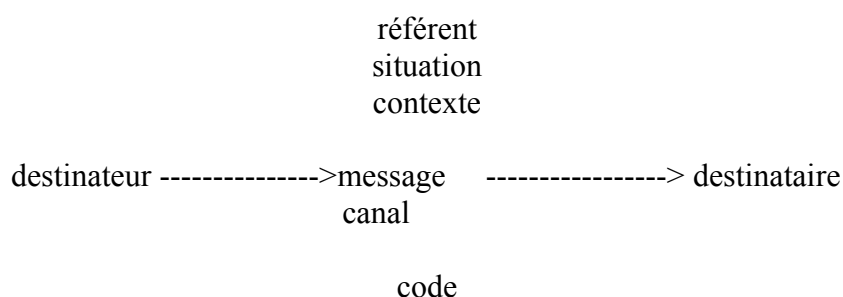 référent
situation
contexte
destinateur --------------->message -----------------> destinataire
canal
code